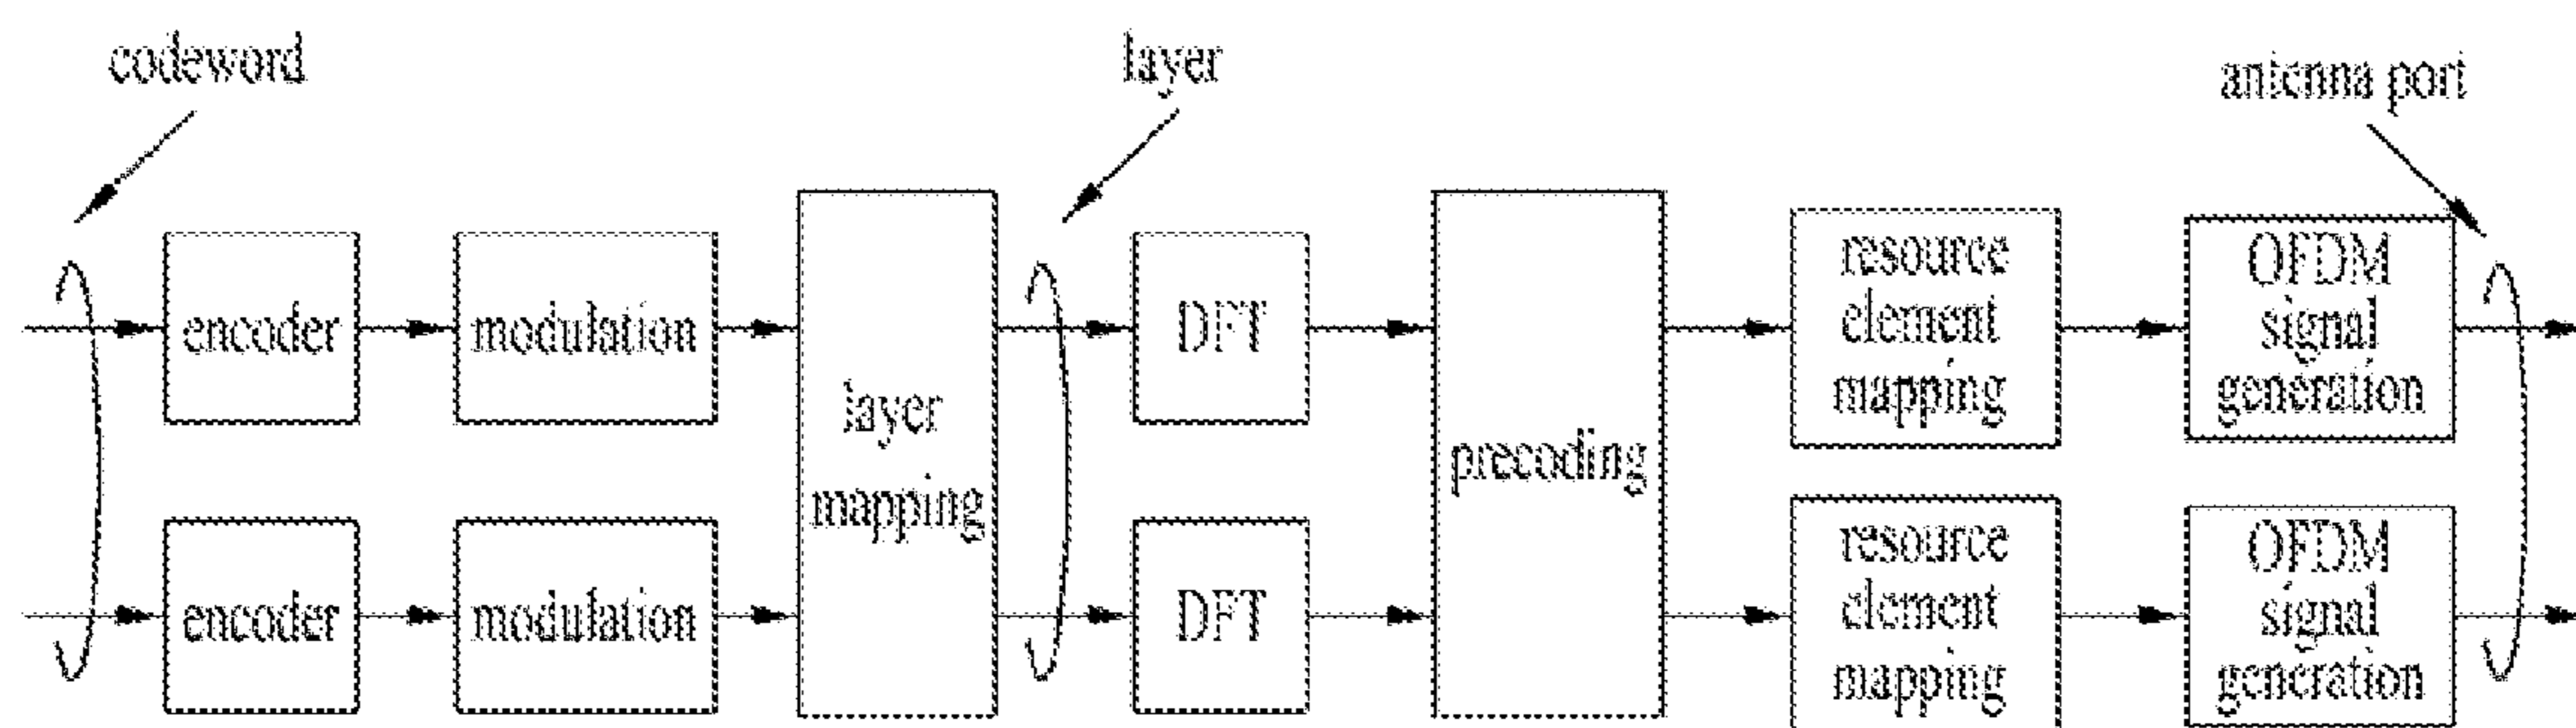 codeword
layer
antenna port
encoder
modulation
layer
mapping
DFT
precoding
resource
element
mapping
OFDM
signal
generation
encoder
modulation
DFT
resource
element
mapping
OFDM
signal
generation